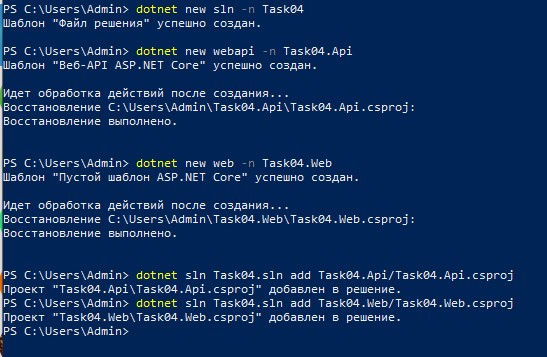 PS C:\Users\Admin> dotnet new sln -n Task04
Шаблон "Файл решения" успешно создан.
PS C:\Users\Admin> dotnet new webapi -n Task04.Api
Шаблон "Веб-API ASP.NET Core" успешно создан.
Идет обработка действий после создания...
Восстановление C:\Users\Admin\Task04.Api\Task04.Api.csproj:
Восстановление выполнено.
PS C:\Users\Admin> dotnet new web -n Task04.Web
Шаблон "Пустой шаблон ASP.NET Core" успешно создан.
Идет обработка действий после создания...
Восстановление C:\Users\Admin\Task04.Web\Task04.Web.csproj:
Восстановление выполнено.
PS C:\Users\Admin> dotnet sln Task04.sln add Task04.Api/Task04.Api.csproj
Проект "Task04.Api\Task04.Api.csproj" добавлен в решение.
PS C:\Users\Admin> dotnet sln Task04.sln add Task04.Web/Task04.Web.csproj
Проект "Task04.Web\Task04.Web.csproj" добавлен в решение.
PS C:\Users\Admin>